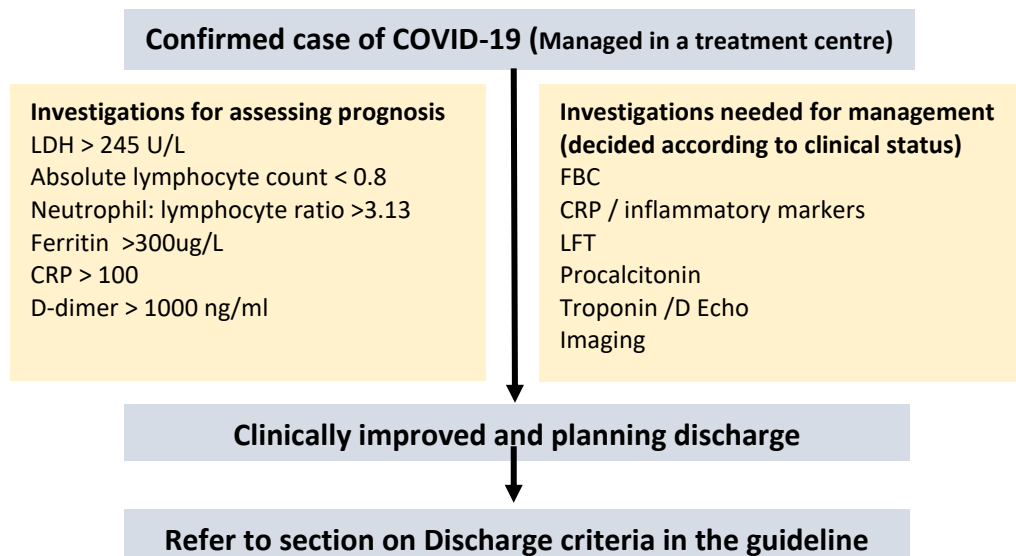 Confirmed case of COVID-19 (Managed in a treatment centre)
Investigations for assessing prognosis
LDH > 245 U/L
Absolute lymphocyte count < 0.8
Neutrophil: lymphocyte ratio >3.13
Ferritin >300ug/L
CRP > 100
D-dimer > 1000 ng/ml
Investigations needed for management
(decided according to clinical status)
FBC
CRP / inflammatory markers
LFT
Procalcitonin
Troponin /D Echo
Imaging
Clinically improved and planning discharge
Refer to section on Discharge criteria in the guideline